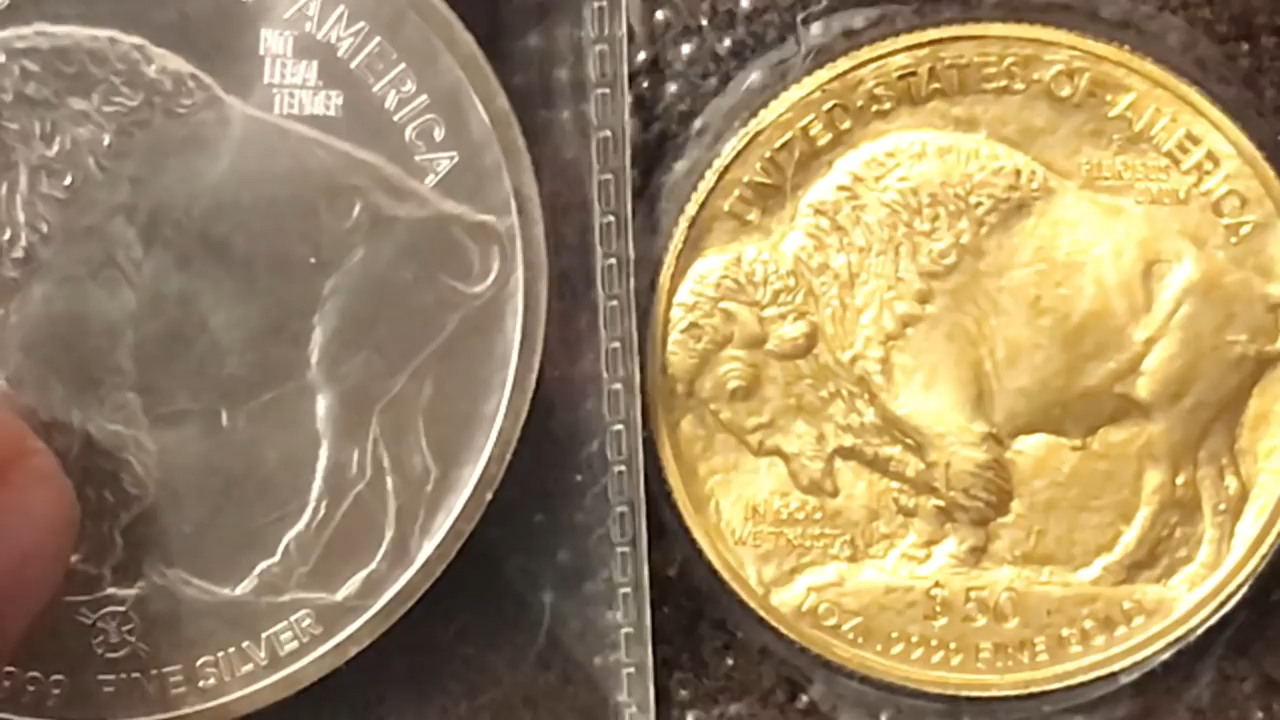 AMERICA
NOT
LEGAL
TENDER
999 FINE SILVER
UNITED·STATES·OF·AMERICA
PLURIBUS
UNUM
IN GOD
WE TRUST
$50
1 OZ. .9999 FINE GOLD